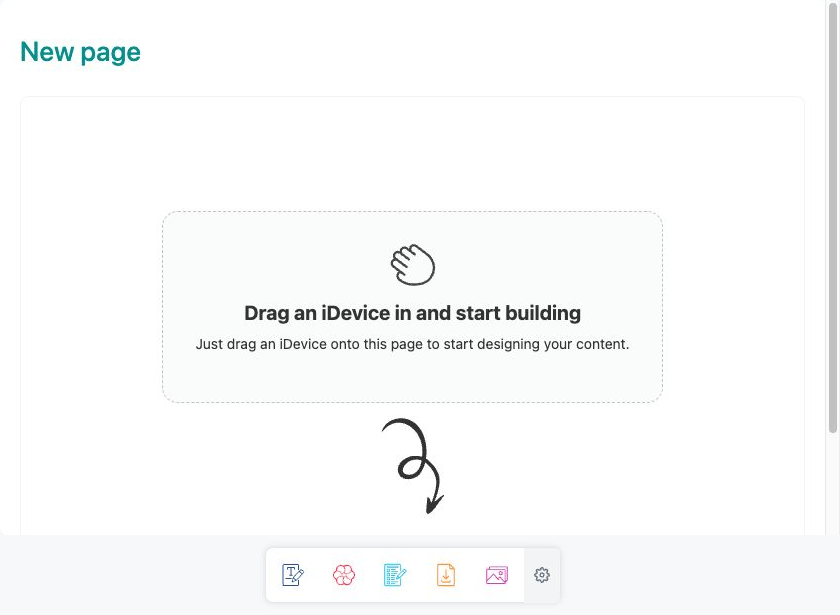 New page
Drag an iDevice in and start building
Just drag an iDevice onto this page to start designing your content.